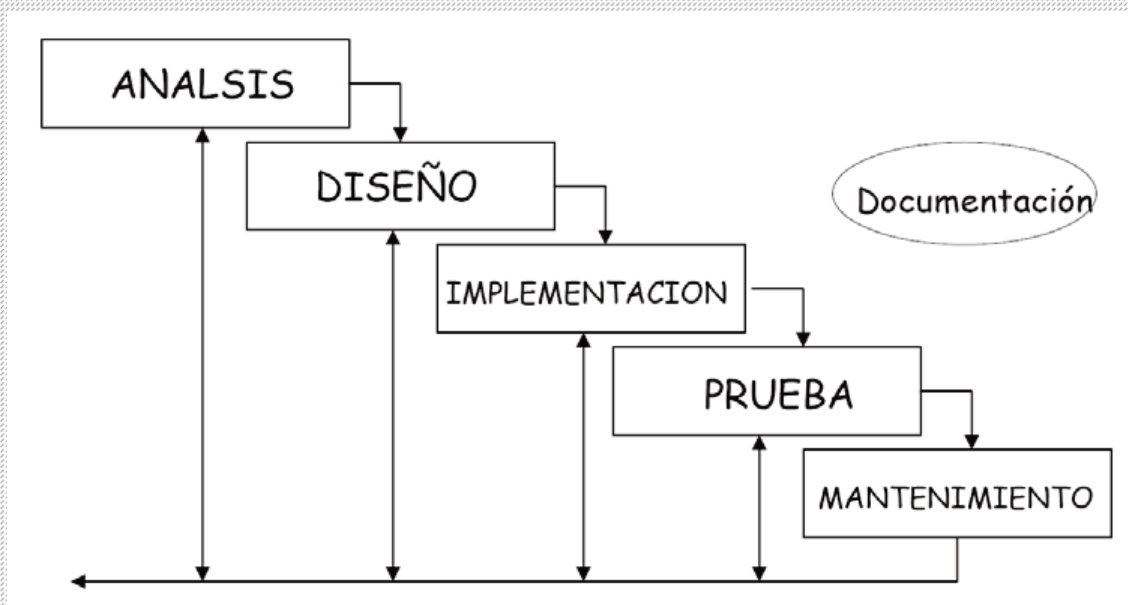 ANALSIS
DISEÑO
Documentación
IMPLEMENTACION
PRUEBA
MANTENIMIENTO